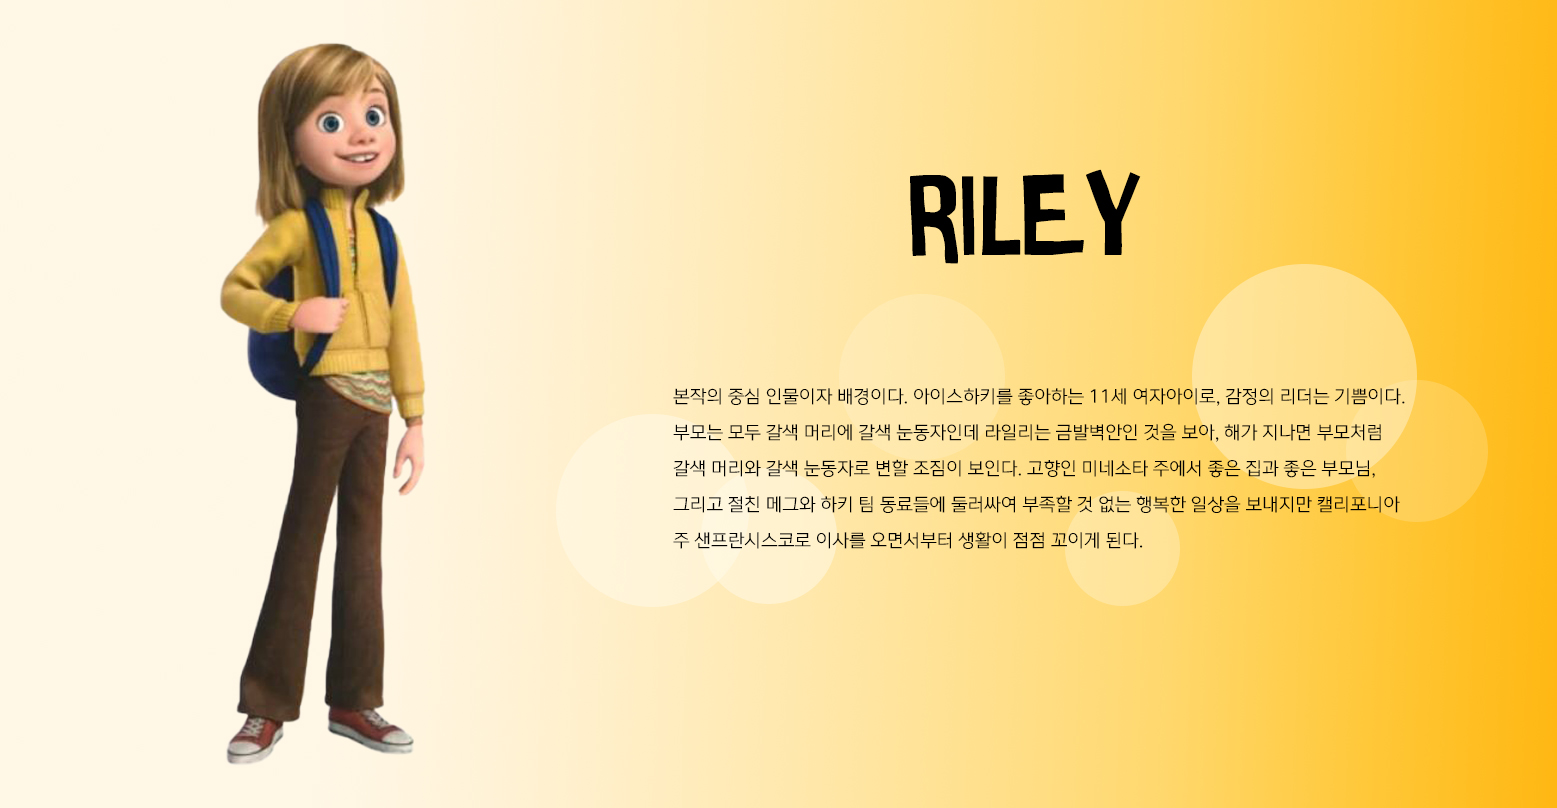 RILEY
본작의 중심 인물이자 배경이다. 아이스하키를 좋아하는 11세 여자아이로, 감정의 리더는 기쁨이다.
부모는 모두 갈색 머리에 갈색 눈동자인데 라일리는 금발벽안인 것을 보아, 해가 지나면 부모처럼
갈색 머리와 갈색 눈동자로 변할 조짐이 보인다. 고향인 미네소타 주에서 좋은 집과 좋은 부모님,
그리고 절친 메그와 하키 팀 동료들에 둘러싸여 부족할 것 없는 행복한 일상을 보내지만 캘리포니아
주 샌프란시스코로 이사를 오면서부터 생활이 점점 꼬이게 된다.